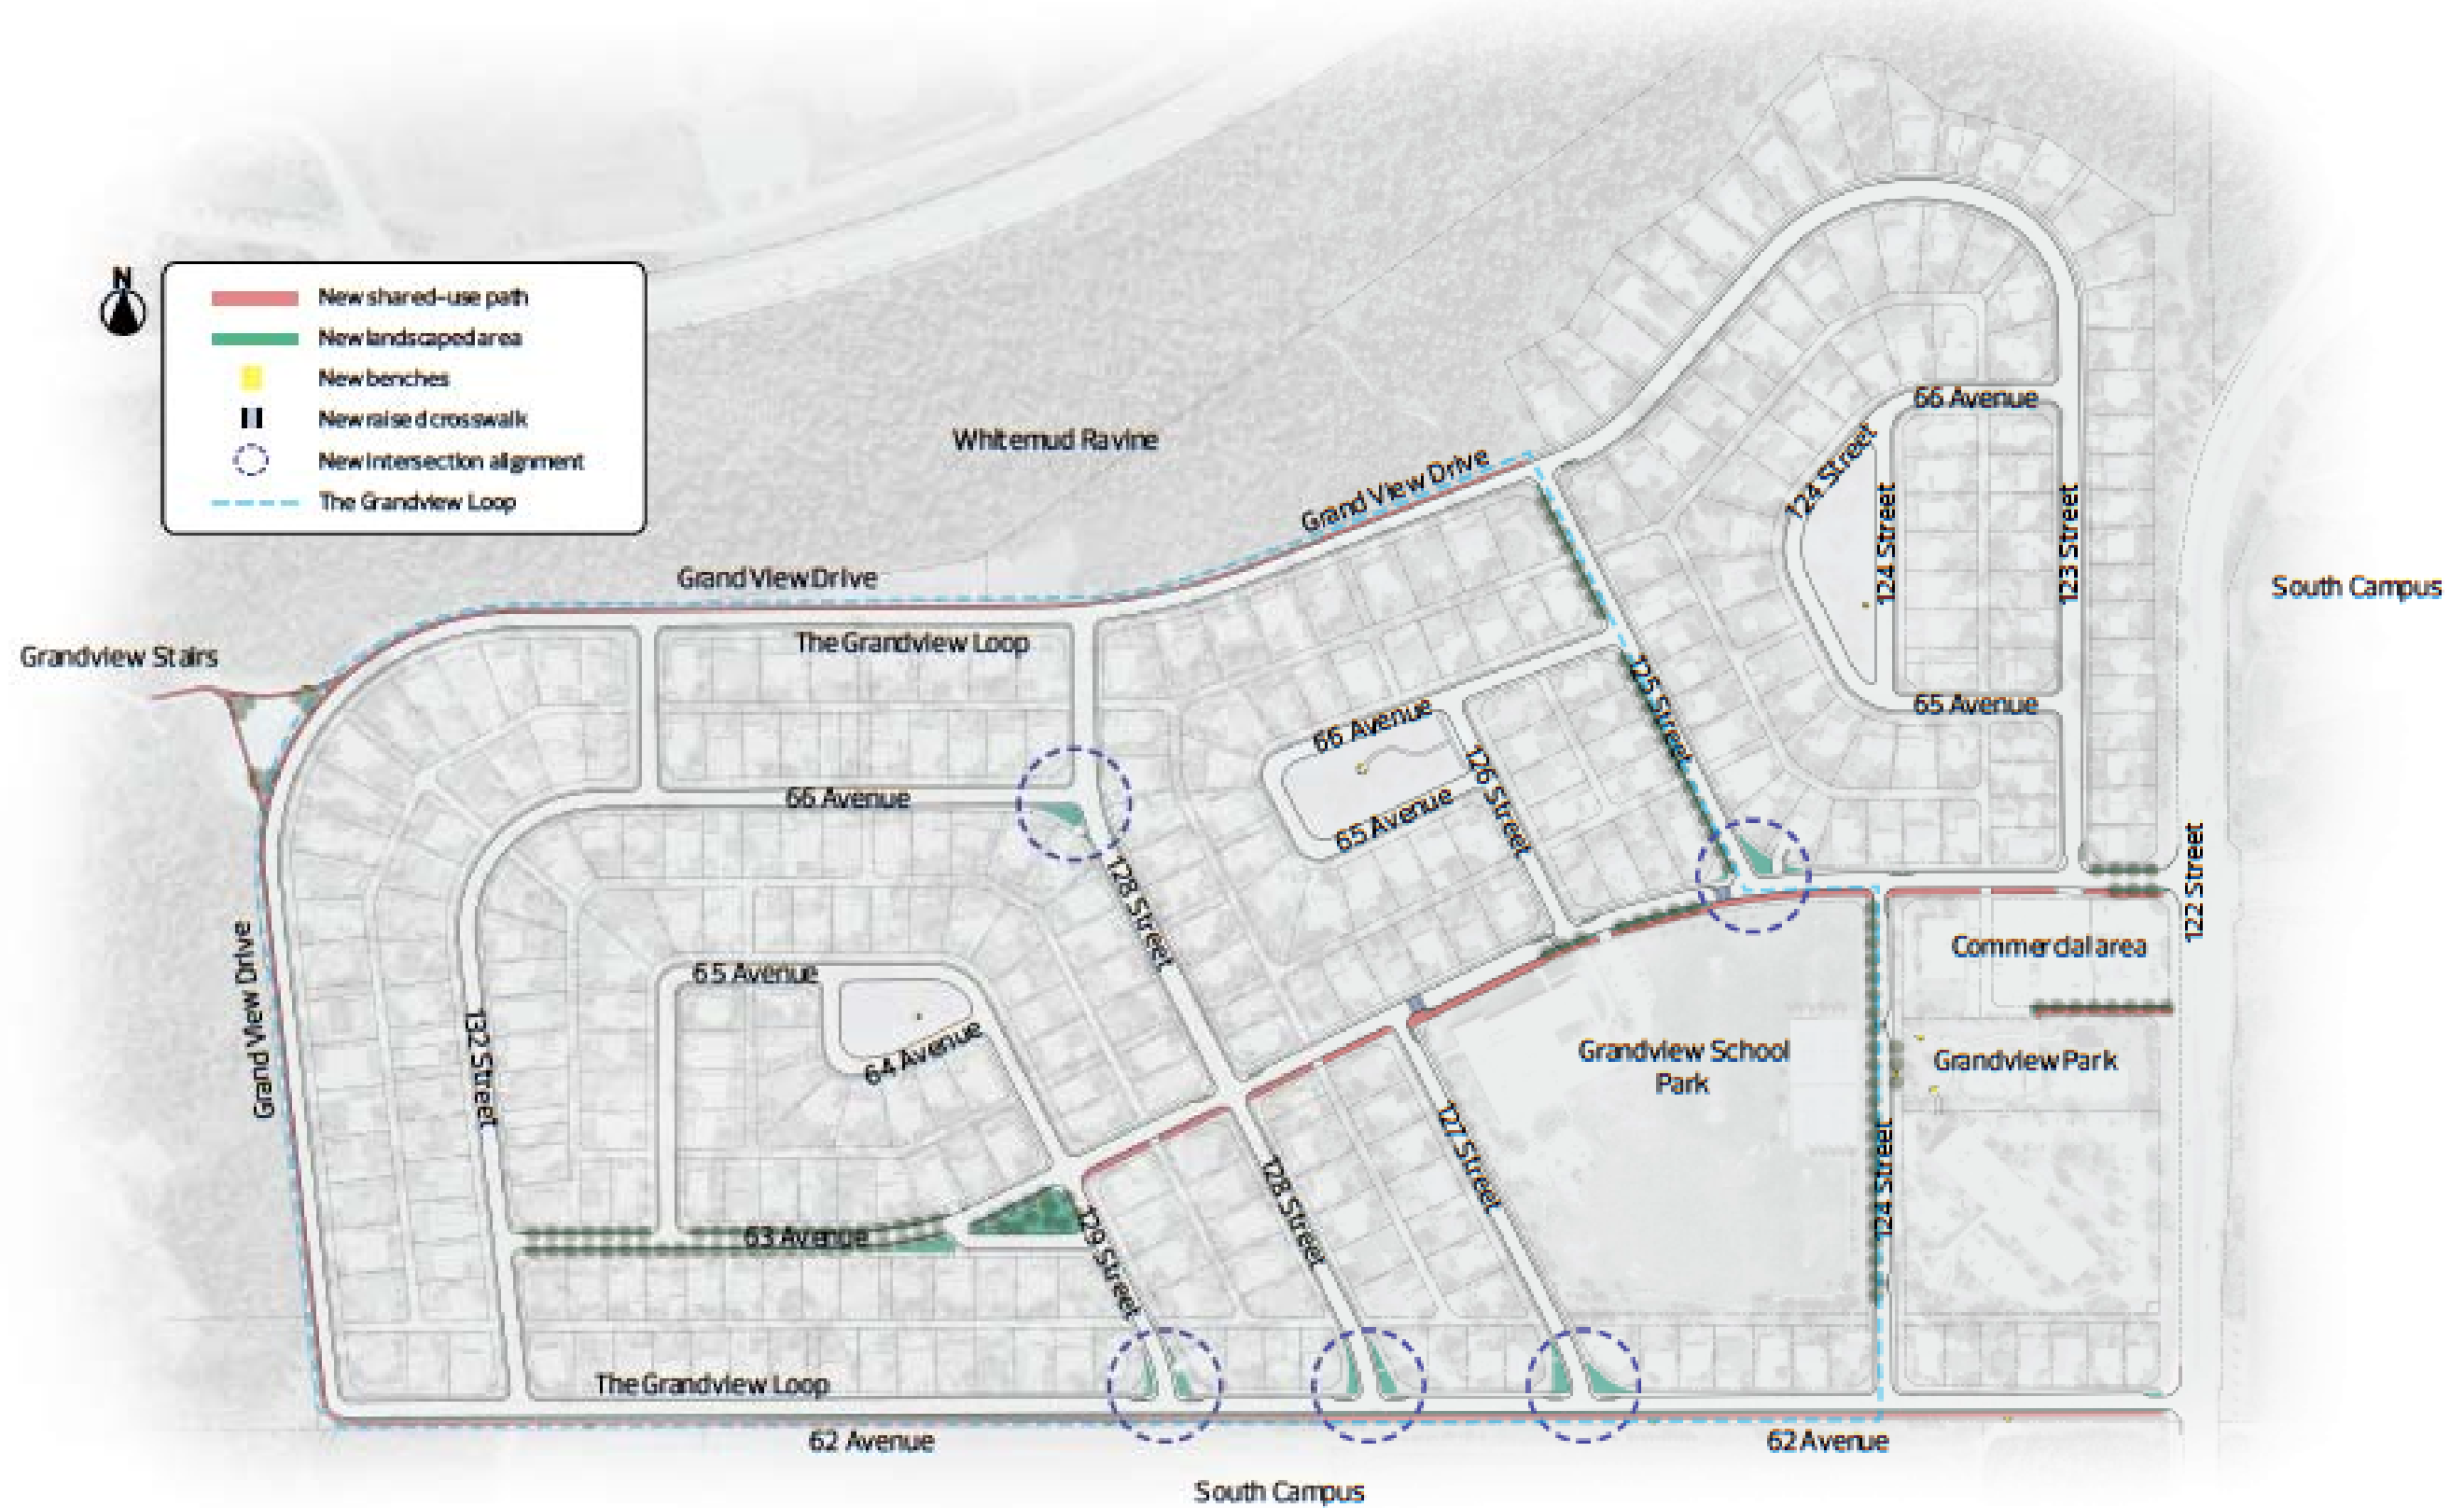 N
New shared-use path
New landscaped area
New benches
New raised crosswalk
New intersection alignment
The Grandview Loop
Whitemud Ravine
66 Avenue
124 Street
124 Street
123 Street
Grand View Drive
Grand View Drive
South Campus
The Grandview Loop
Grandview Stairs
125 Street
65 Avenue
66 Avenue
66 Avenue
65 Avenue
126 Street
128 Street
122 Street
Commercial area
65 Avenue
Grand View Drive
132 Street
64 Avenue
Grandview School
Park
Grandview Park
127 Street
128 Street
124 Street
63 Avenue
129 Street
The Grandview Loop
62 Avenue
62 Avenue
South Campus